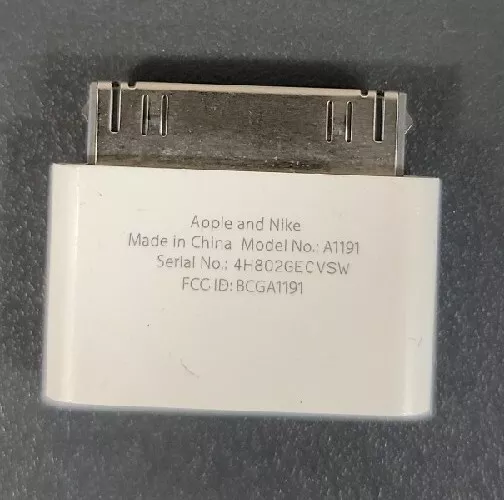 Apple and Nike
Made in China Model No.: A1191
Serial No.: 4H802GECVSW
FCC ID: BCGA1191